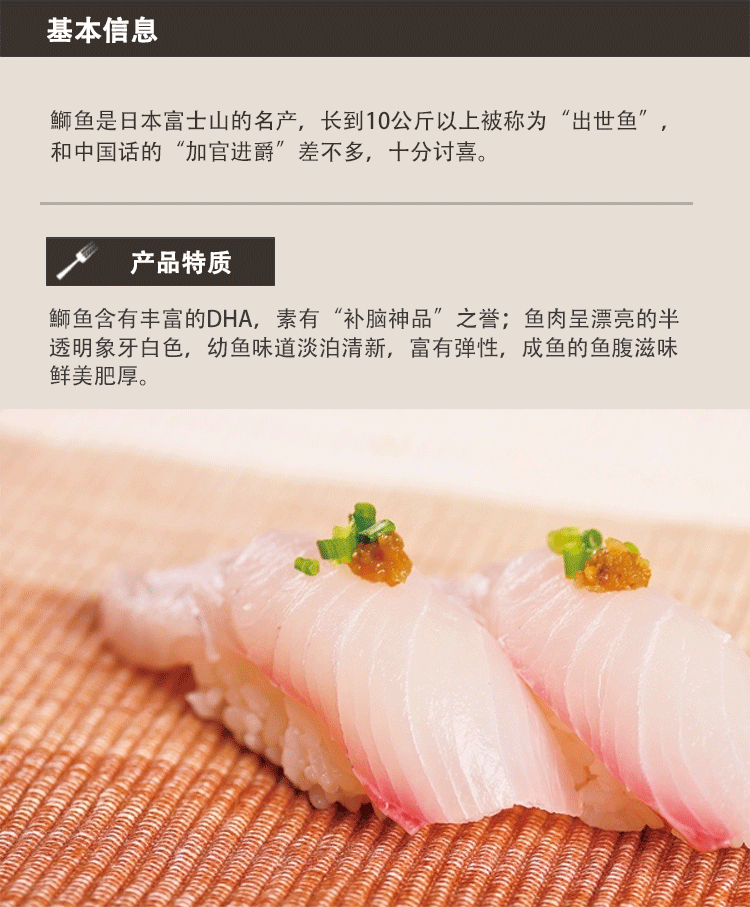 基本信息
鰤鱼是日本富士山的名产，长到10公斤以上被称为“出世鱼”，
和中国话的“加官进爵”差不多，十分讨喜。
产品特质
鰤鱼含有丰富的DHA，素有“补脑神品”之誉；鱼肉呈漂亮的半
透明象牙白色，幼鱼味道淡泊清新，富有弹性，成鱼的鱼腹滋味
鲜美肥厚。